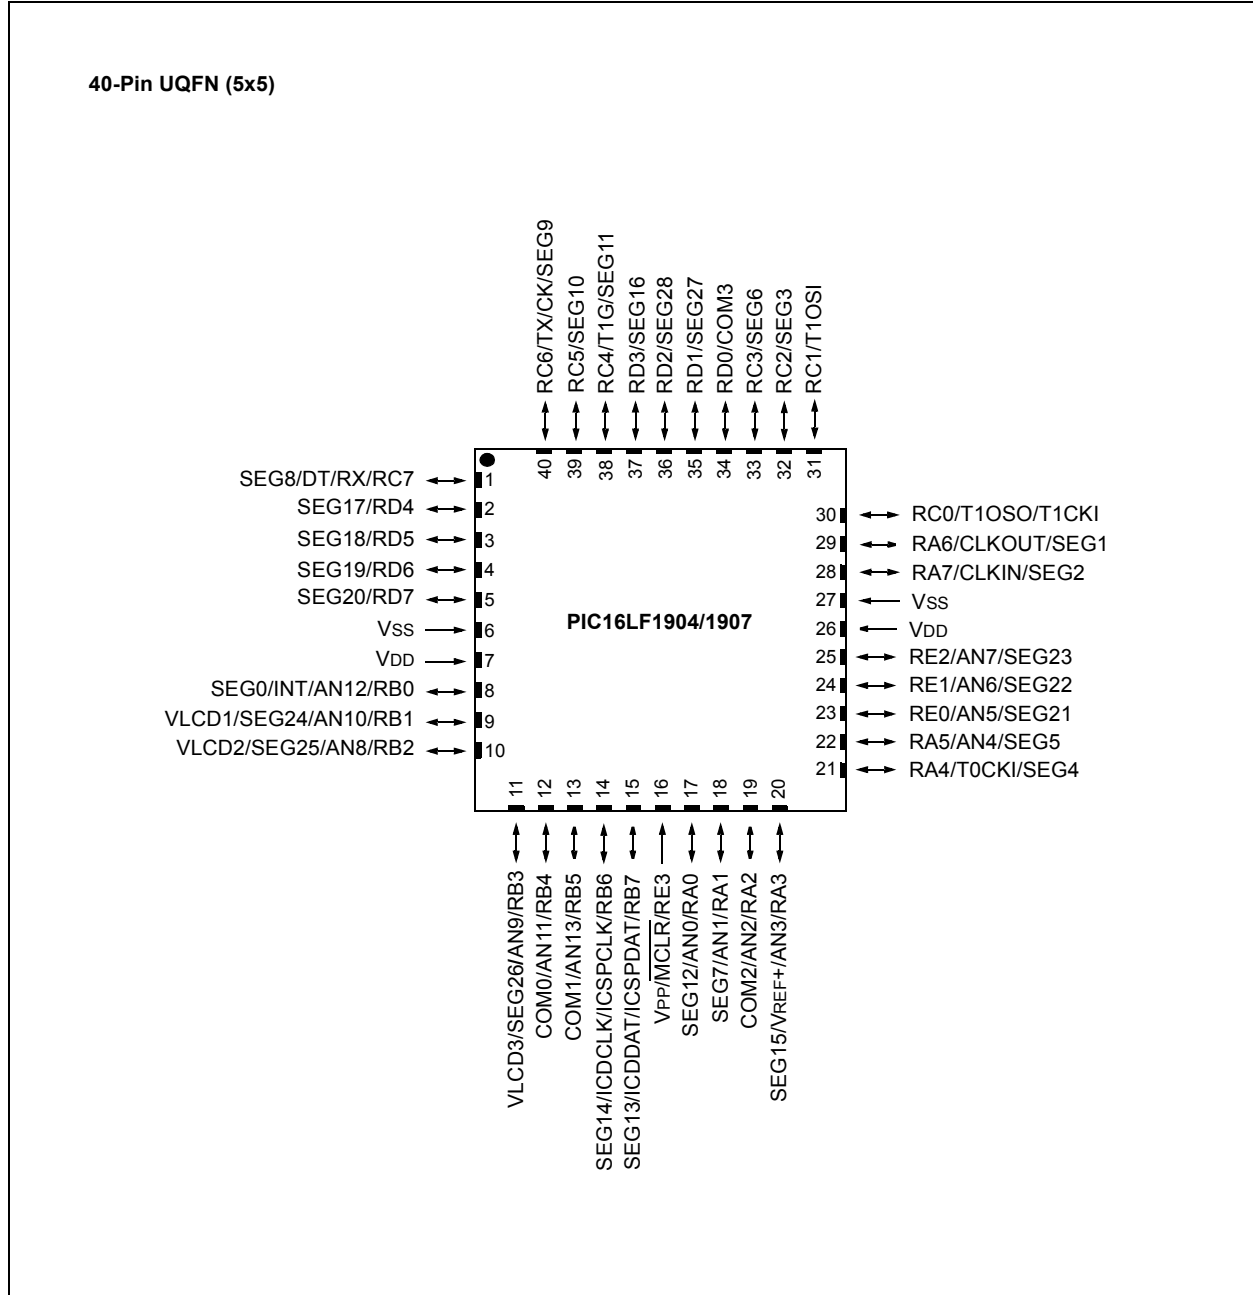 40-Pin UQFN (5x5)
RC6/TX/CK/SEG9
RC5/SEG10
RC4/T1G/SEG11
RD3/SEG16
RD2/SEG28
RD1/SEG27
RD0/COM3
RC3/SEG6
RC2/SEG3
RC1/T1OSI
40
39
38
37
36
35
34
33
32
31
SEG8/DT/RX/RC7 1
SEG17/RD4 2
SEG18/RD5 3
SEG19/RD6 4
SEG20/RD7 5
VSS 6
VDD 7
SEG0/INT/AN12/RB0 8
VLCD1/SEG24/AN10/RB1 9
VLCD2/SEG25/AN8/RB2 10
PIC16LF1904/1907
30 RC0/T1OSO/T1CKI
29 RA6/CLKOUT/SEG1
28 RA7/CLKIN/SEG2
27 VSS
26 VDD
25 RE2/AN7/SEG23
24 RE1/AN6/SEG22
23 RE0/AN5/SEG21
22 RA5/AN4/SEG5
21 RA4/T0CKI/SEG4
11
12
13
14
15
16
17
18
19
20
VLCD3/SEG26/AN9/RB3
COM0/AN11/RB4
COM1/AN13/RB5
SEG14/ICDCLK/ICSPCLK/RB6
SEG13/ICDDAT/ICSPDAT/RB7
VPP/MCLR/RE3
SEG12/AN0/RA0
SEG7/AN1/RA1
COM2/AN2/RA2
SEG15/VREF+/AN3/RA3